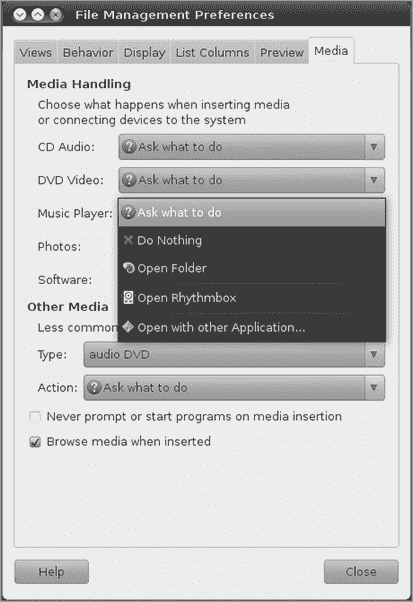 File Management Preferences
Views Behavior Display List Columns Preview Media
Media Handling
Choose what happens when inserting media
or connecting devices to the system
CD Audio: Ask what to do
DVD Video: Ask what to do
Music Player: Ask what to do
Do Nothing
Photos:
Open Folder
Software:
Open Rhythmbox
Other Media
Less common
Open with other Application...
Type: audio DVD
Action: Ask what to do
Never prompt or start programs on media insertion
Browse media when inserted
Help Close